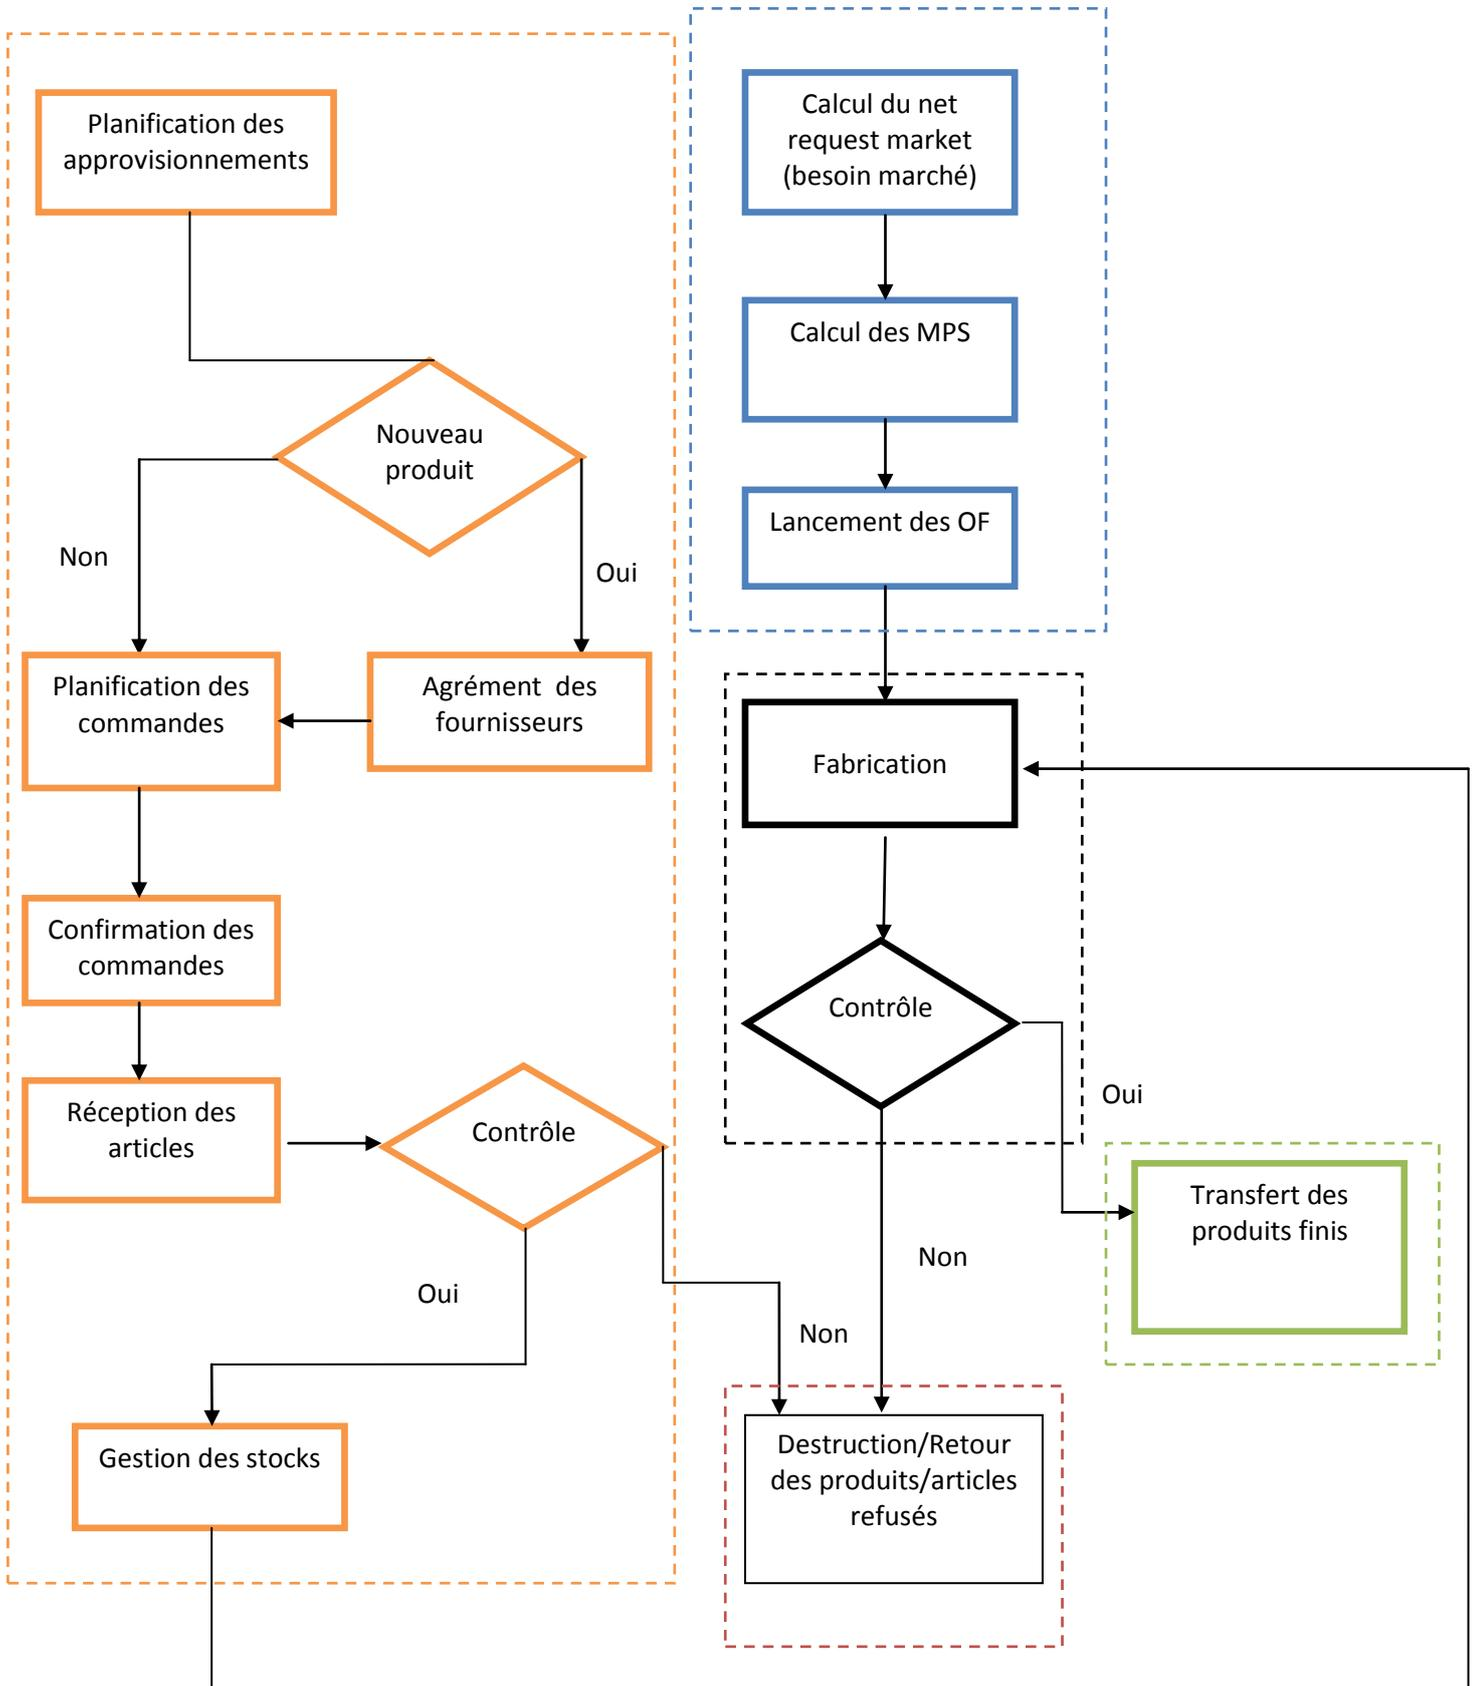 Planification des
approvisionnements
Nouveau
produit
Non
Oui
Planification des
commandes
Agrément  des
fournisseurs
Confirmation des
commandes
Réception des
articles
Contrôle
Oui
Non
Gestion des stocks
Calcul du net
request market
(besoin marché)
Calcul des MPS
Lancement des OF
Fabrication
Contrôle
Oui
Non
Transfert des
produits finis
Destruction/Retour
des produits/articles
refusés